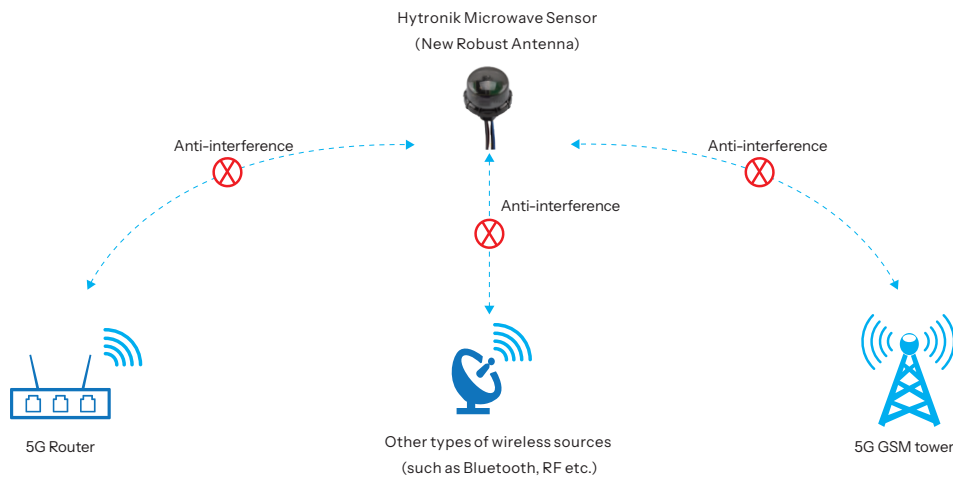 Hytronik Microwave Sensor
(New Robust Antenna)
Anti-interference
Anti-interference
Anti-interference
5G Router
Other types of wireless sources
(such as Bluetooth, RF etc.)
5G GSM tower